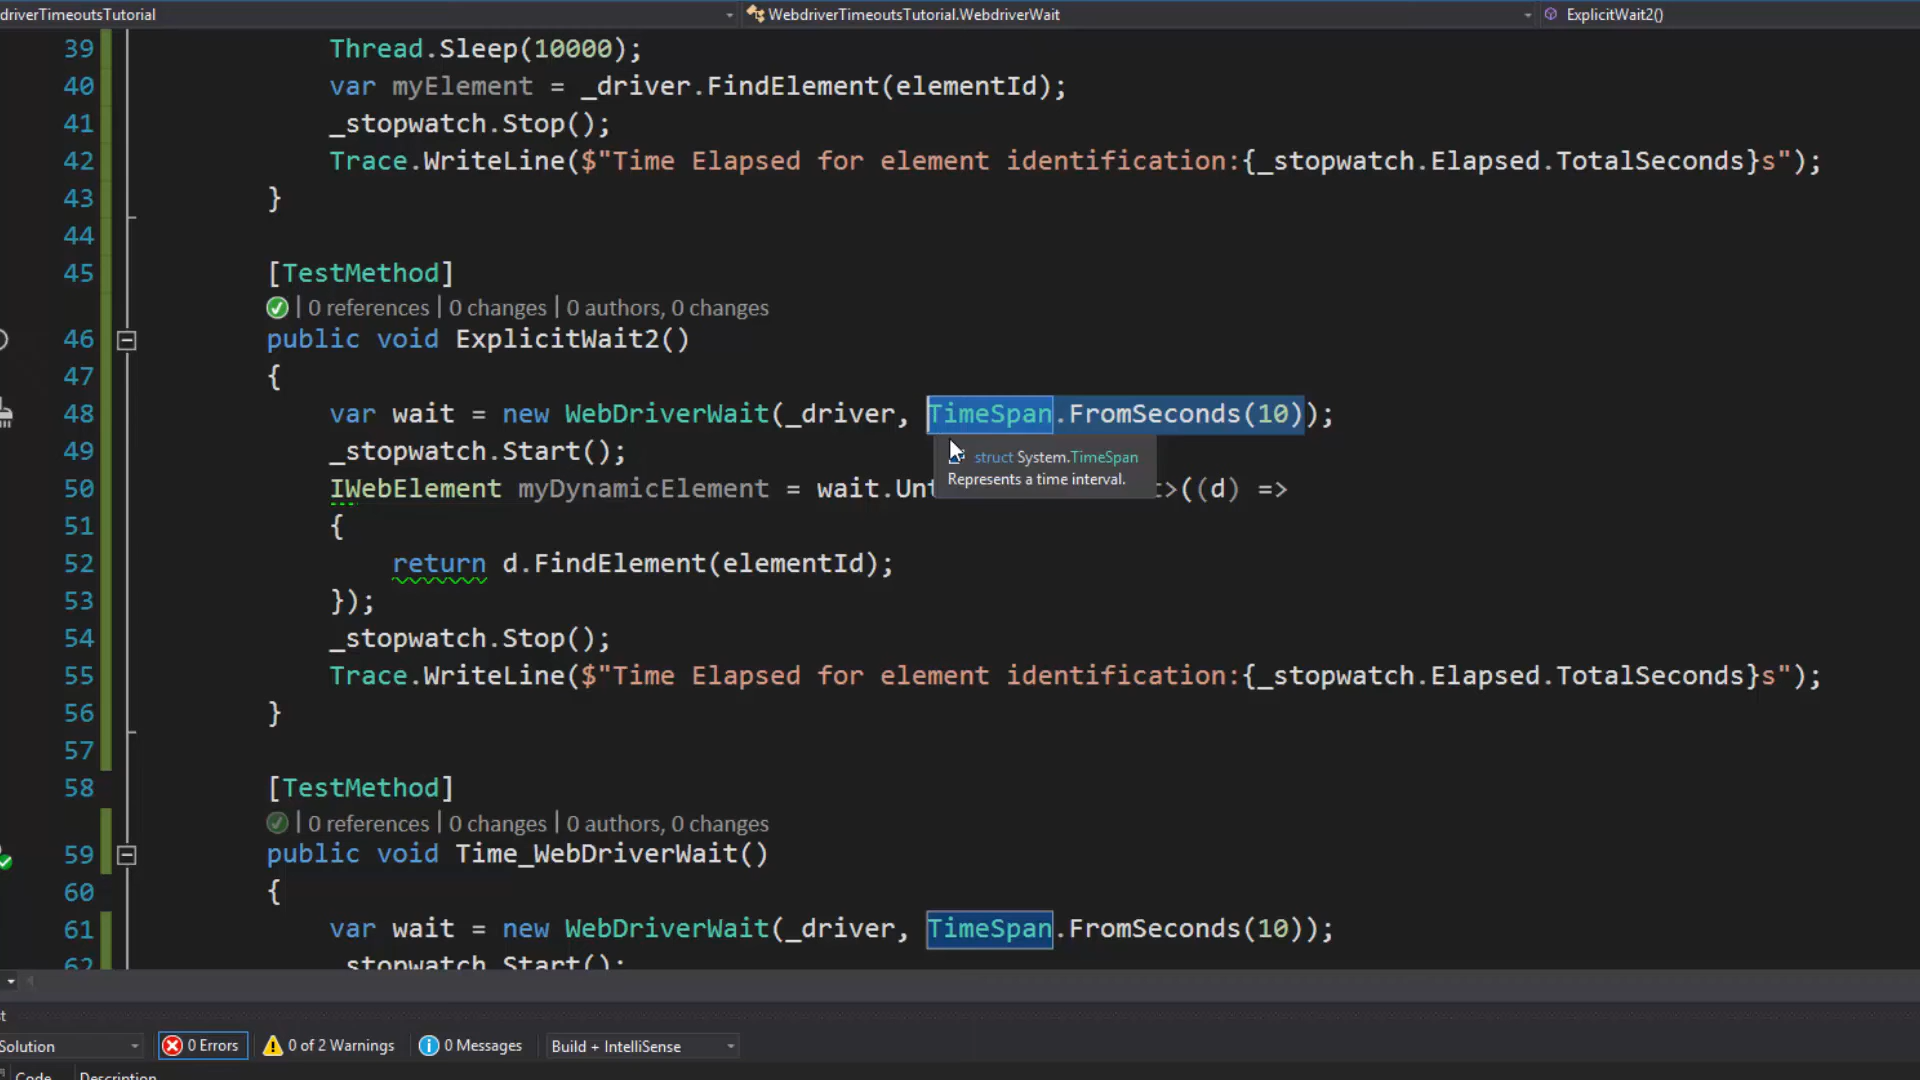 driverTimeoutsTutorial WebdriverTimeoutsTutorial.WebdriverWait ExplicitWait2()
39 Thread.Sleep(10000);
40 var myElement = _driver.FindElement(elementId);
41 _stopwatch.Stop();
42 Trace.WriteLine($"Time Elapsed for element identification:{_stopwatch.Elapsed.TotalSeconds}s");
43 }
44
45 [TestMethod]
| 0 references | 0 changes | 0 authors, 0 changes
46 public void ExplicitWait2()
47 {
48 var wait = new WebDriverWait(_driver, TimeSpan.FromSeconds(10));
49 _stopwatch.Start();
struct System.TimeSpan
Represents a time interval.
50 IWebElement myDynamicElement = wait.Unt >((d) =>
51 {
52 return d.FindElement(elementId);
53 });
54 _stopwatch.Stop();
55 Trace.WriteLine($"Time Elapsed for element identification:{_stopwatch.Elapsed.TotalSeconds}s");
56 }
57
58 [TestMethod]
| 0 references | 0 changes | 0 authors, 0 changes
59 public void Time_WebDriverWait()
60 {
61 var wait = new WebDriverWait(_driver, TimeSpan.FromSeconds(10));
62 _stopwatch.Start();
st
Solution 0 Errors 0 of 2 Warnings 0 Messages Build + IntelliSense
Code Description